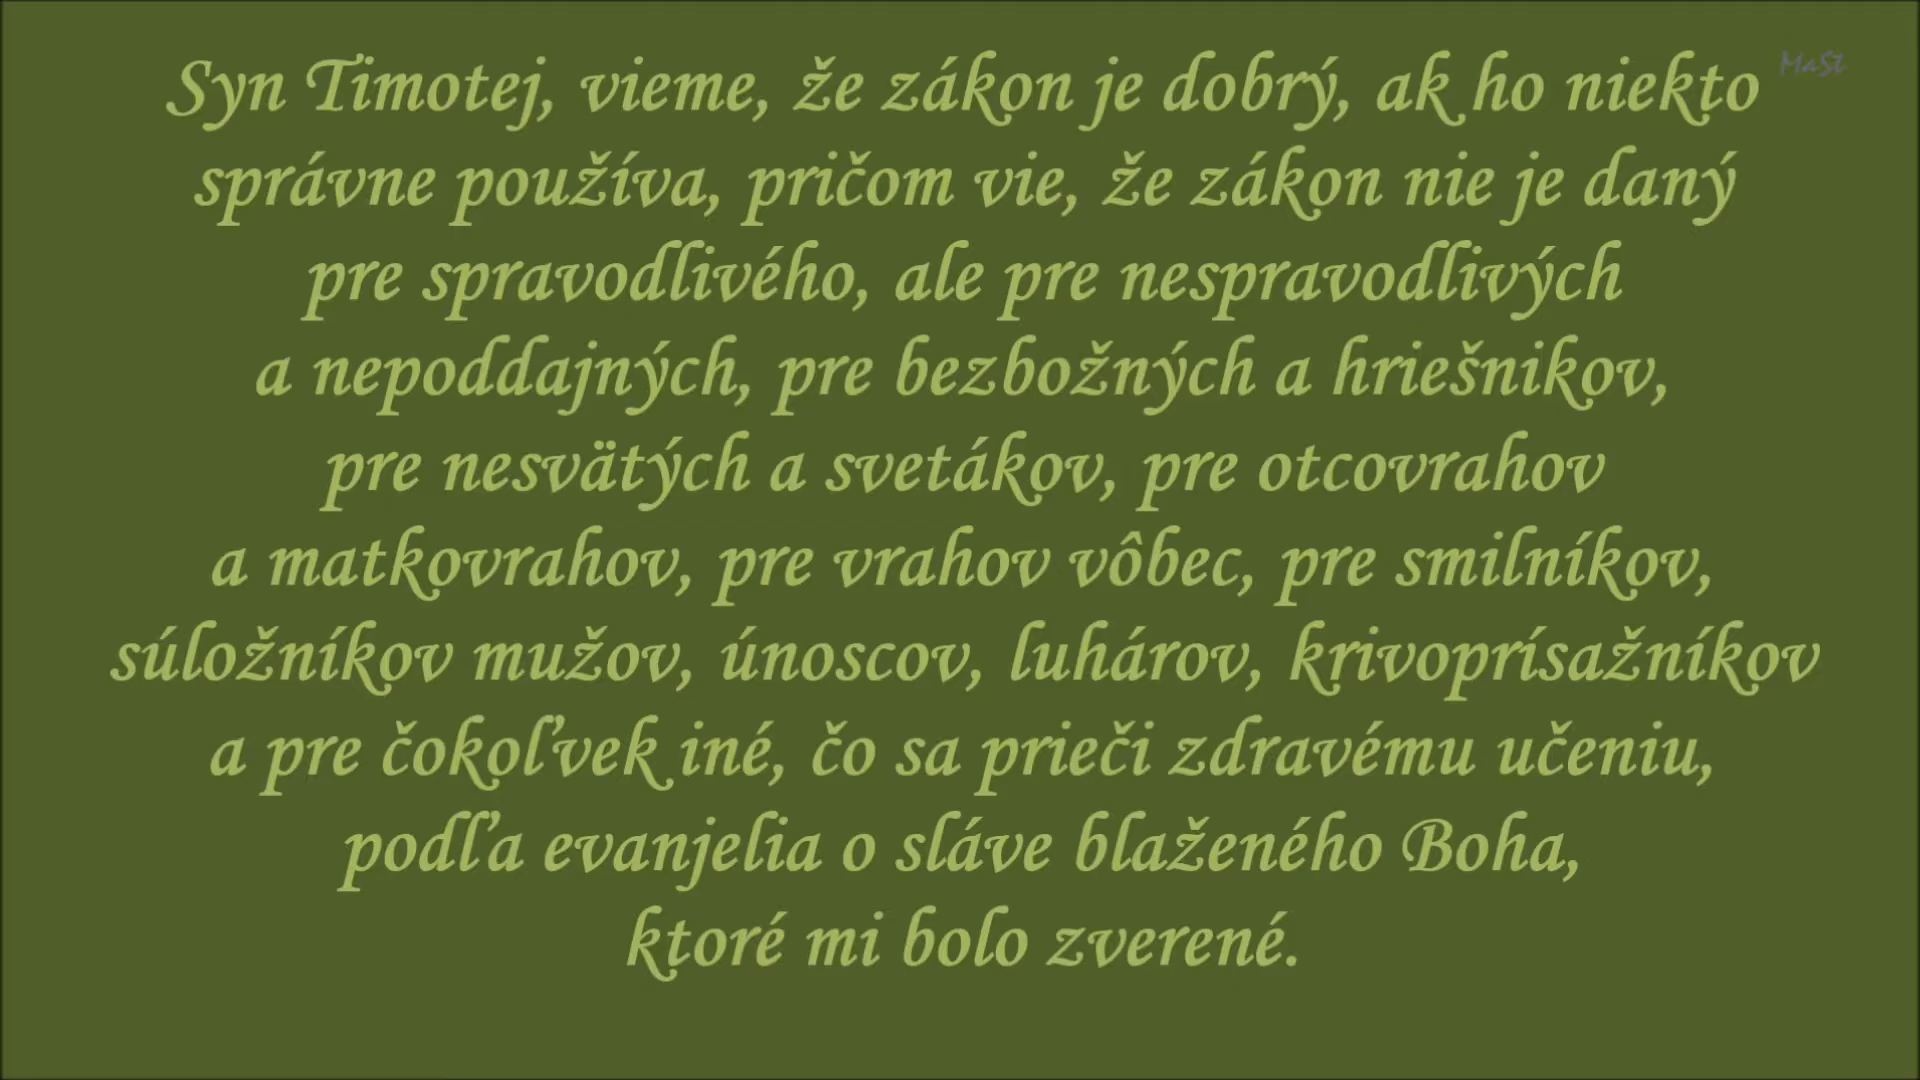 Syn Timotej, vieme, že zákon je dobrý, ak ho niekto
MaSt
správne používa, pričom vie, že zákon nie je daný
pre spravodlivého, ale pre nespravodlivých
a nepoddajných, pre bezbožných a hriešnikov,
pre nesvätých a svetákov, pre otcovrahov
a matkovrahov, pre vrahov vôbec, pre smilníkov,
súložníkov mužov, únoscov, luhárov, krivoprísažníkov
a pre čokoľvek iné, čo sa prieči zdravému učeniu,
podľa evanjelia o sláve blaženého Boha,
ktoré mi bolo zverené.